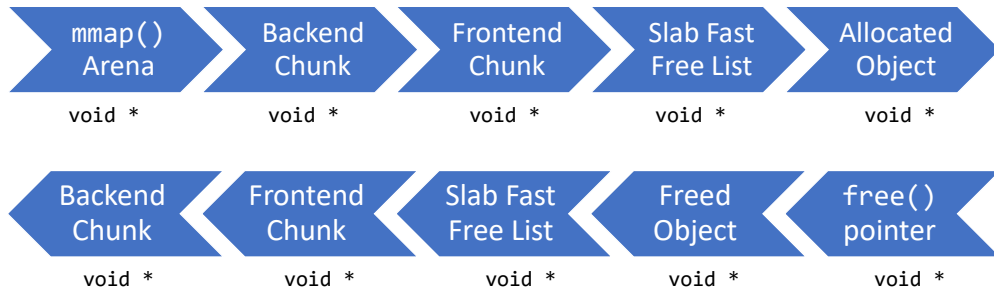 mmap() Backend Frontend Slab Fast Allocated
Arena Chunk Chunk Free List Object
void * void * void * void * void *
Backend Frontend Slab Fast Freed free()
Chunk Chunk Free List Object pointer
void * void * void * void * void *